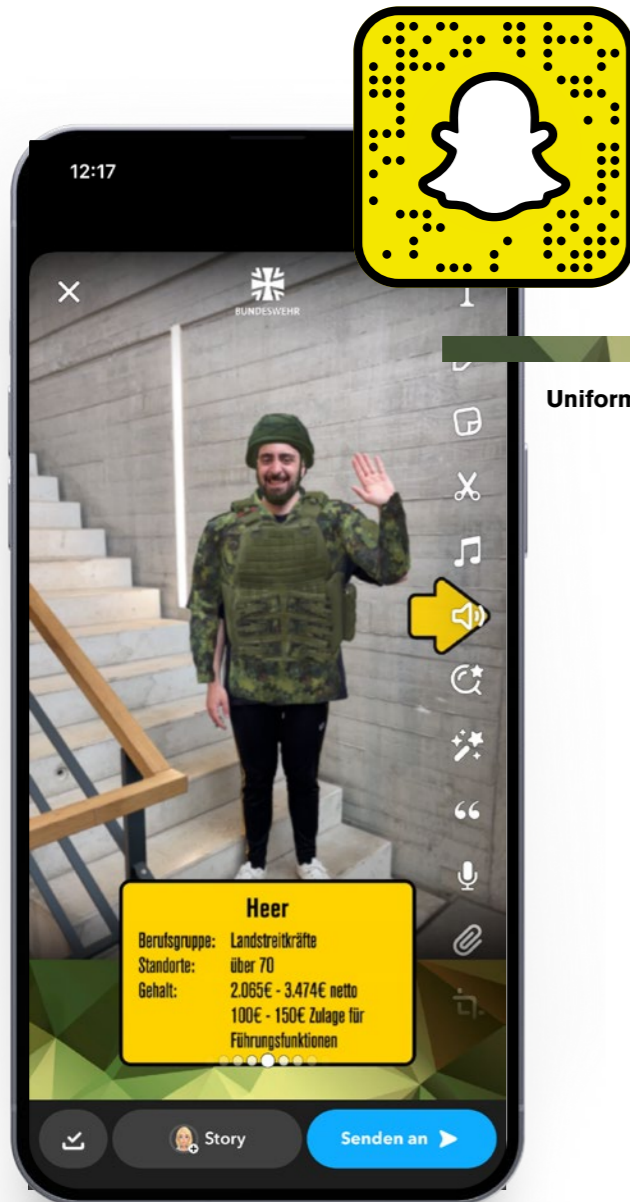 12:17
BUNDESWEHR
Heer
Berufsgruppe: Landstreitkräfte
Standorte: über 70
Gehalt: 2.065€ - 3.474€ netto
100€ - 150€ Zulage für
Führungsfunktionen
Story
Senden an